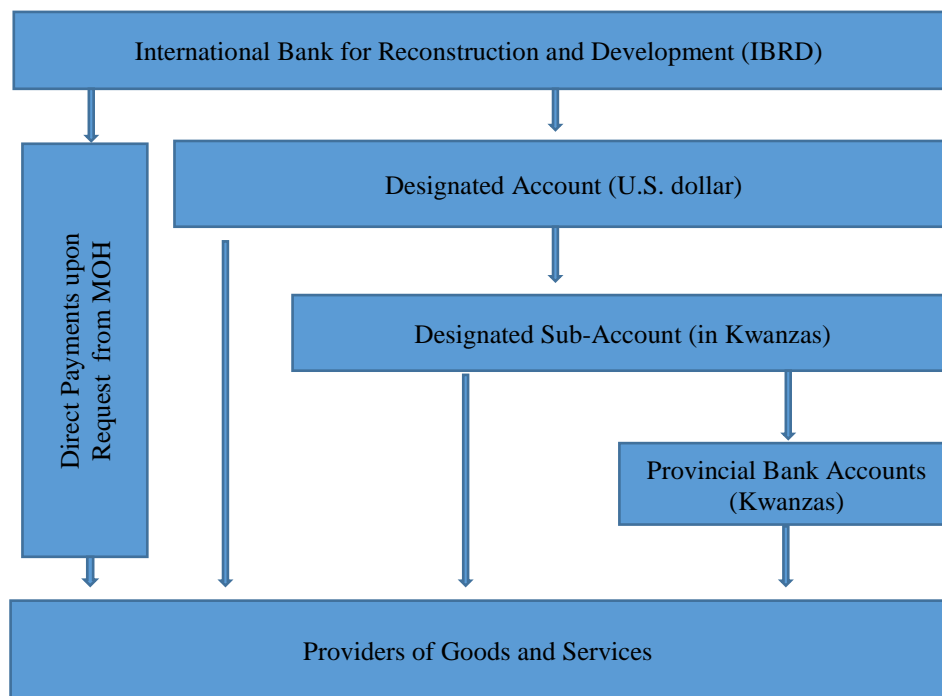 International Bank for Reconstruction and Development (IBRD)
Designated Account (U.S. dollar)
Direct Payments upon
Request from MOH
Designated Sub-Account (in Kwanzas)
Provincial Bank Accounts
(Kwanzas)
Providers of Goods and Services